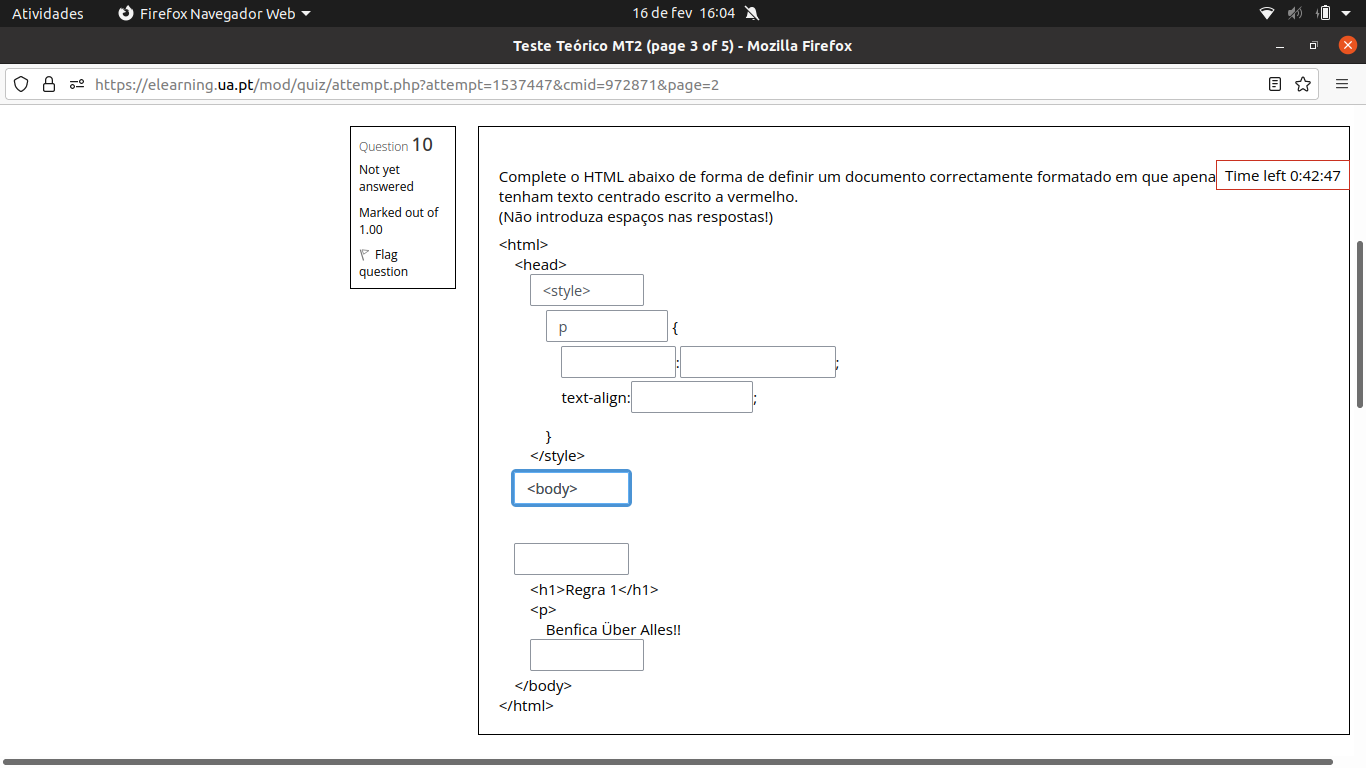 Atividades Firefox Navegador Web 16 de fev 16:04
Teste Teórico MT2 (page 3 of 5) - Mozilla Firefox
https://elearning.ua.pt/mod/quiz/attempt.php?attempt=1537447&cmid=972871&page=2
Question 10
Not yet
answered
Marked out of
1.00
Flag
question
Time left 0:42:47
Complete o HTML abaixo de forma de definir um documento correctamente formatado em que apena
tenham texto centrado escrito a vermelho.
(Não introduza espaços nas respostas!)
<html>
<head>
<style>
p {
: ;
text-align: ;
}
</style>
<body>
<h1>Regra 1</h1>
<p>
Benfica Über Alles!!
</body>
</html>